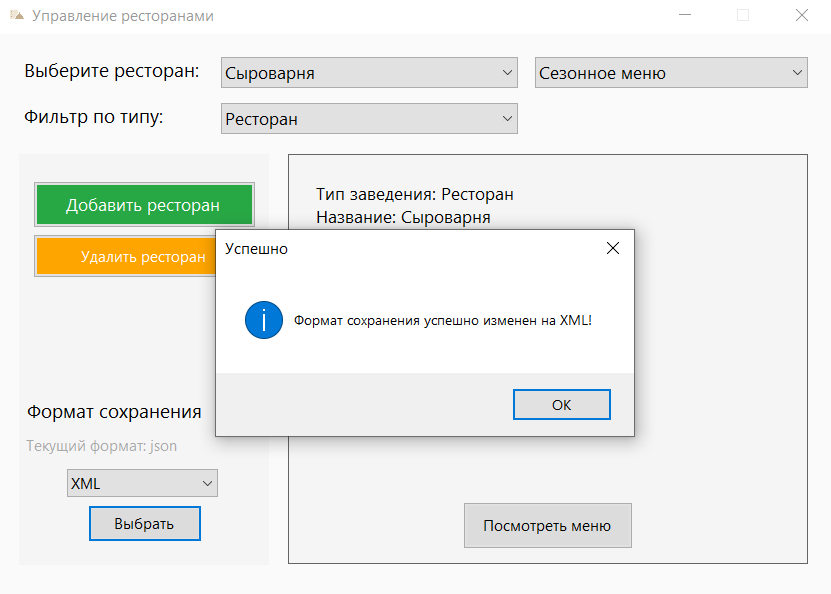 Управление ресторанами
Выберите ресторан:
Сыроварня
Сезонное меню
Фильтр по типу:
Ресторан
Добавить ресторан
Удалить ресторан
Тип заведения: Ресторан
Название: Сыроварня
Успешно
Формат сохранения успешно изменен на XML!
ОК
Формат сохранения
Текущий формат: json
XML
Выбрать
Посмотреть меню